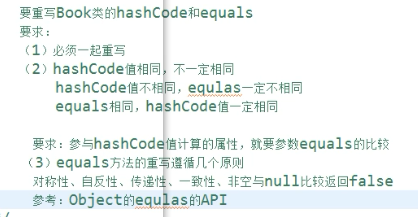 要重写Book类的hashCode和equals
要求：
（1）必须一起重写
（2）hashCode值相同，不一定相同
hashCode值不相同，equlas一定不相同
equals相同，hashCode值一定相同
要求：参与hashCode值计算的属性，就要参数equals的比较
（3）equals方法的重写遵循几个原则
对称性、自反性、传递性、一致性、非空与null比较返回false
参考：Object的equlas的API